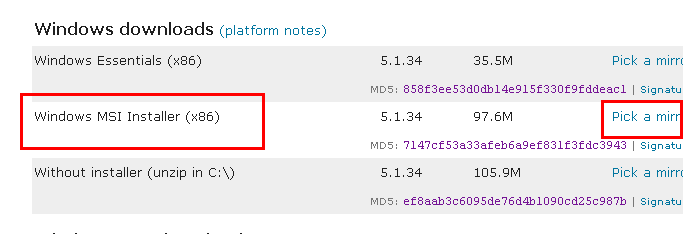 Windows downloads (platform notes)
Windows Essentials (x86) 5.1.34 35.5M Pick a mirro
MD5: 858f3ee53d0db14e915f330f9fddeac1 | Signatu
Windows MSI Installer (x86) 5.1.34 97.6M Pick a mirr
MD5: 7147cf53a33afeb6a9ef831f3fdc3943 | Signatu
Without installer (unzip in C:\) 5.1.34 105.9M Pick a mirro
MD5: ef8aab3c6095de76d4b1090cd25c987b | Signatu